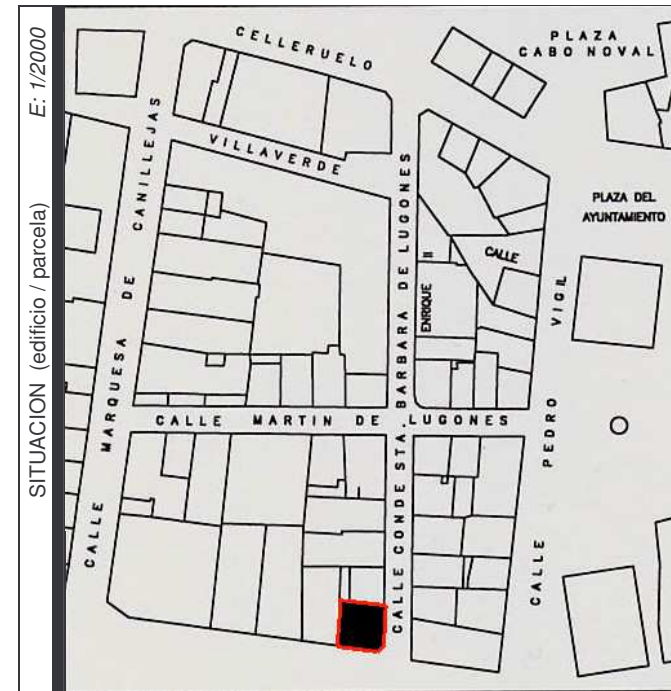 SITUACION (edificio / parcela) E: 1/2000
CELLERUELO
PLAZA
CABO NOVAL
VILLAVERDE
CALLE MARQUESA DE CANILLEJAS
PLAZA DEL
AYUNTAMIENTO
CALLE
ENRIQUE II
CALLE CONDE STA. BARBARA DE LUGONES
CALLE MARTIN DE LUGONES
CALLE PEDRO VIGIL